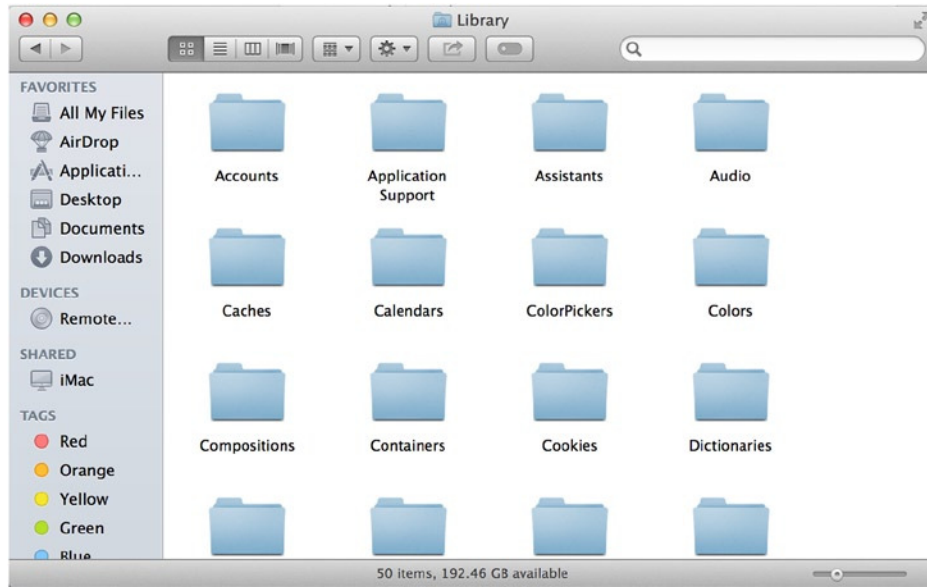 Library
FAVORITES
All My Files
AirDrop
Applicati...
Desktop
Documents
Downloads
DEVICES
Remote...
SHARED
iMac
TAGS
Red
Orange
Yellow
Green
Blue
Accounts
Application
Support
Assistants
Audio
Caches
Calendars
ColorPickers
Colors
Compositions
Containers
Cookies
Dictionaries
50 items, 192.46 GB available